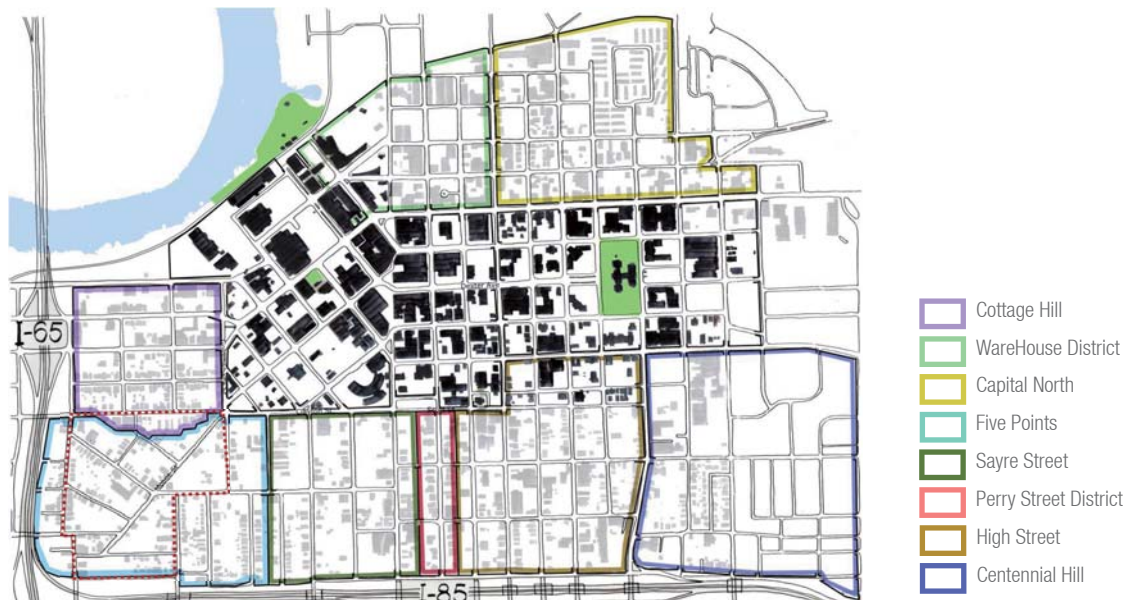 I-65
I-85
Cottage Hill
WareHouse District
Capital North
Five Points
Sayre Street
Perry Street District
High Street
Centennial Hill